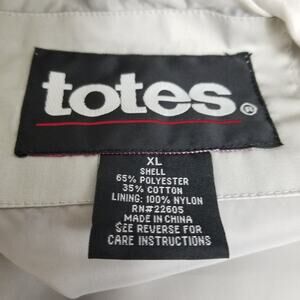 totes®
XL
SHELL
65% POLYESTER
35% COTTON
LINING: 100% NYLON
RN#22605
MADE IN CHINA
SEE REVERSE FOR
CARE INSTRUCTIONS